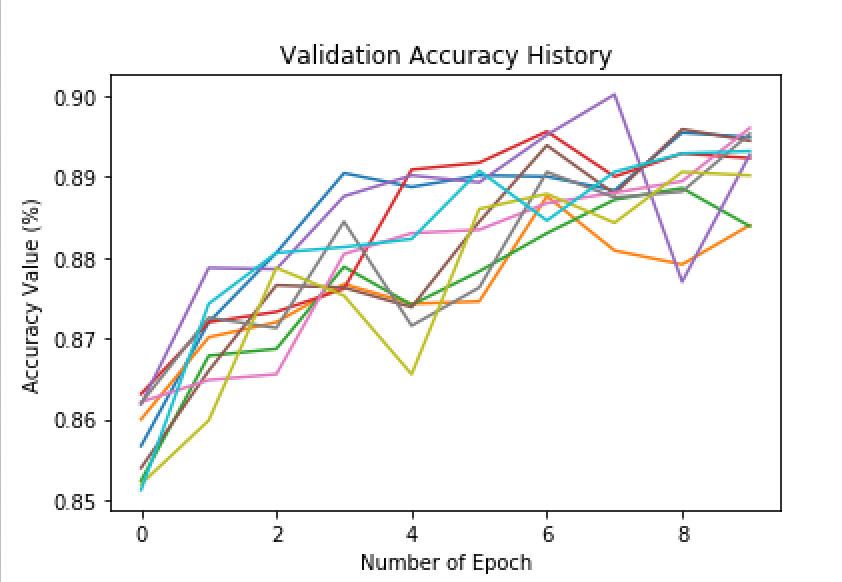 Validation Accuracy History
Accuracy Value (%)
0.90
0.89
0.88
0.87
0.86
0.85
0 2 4 6 8
Number of Epoch